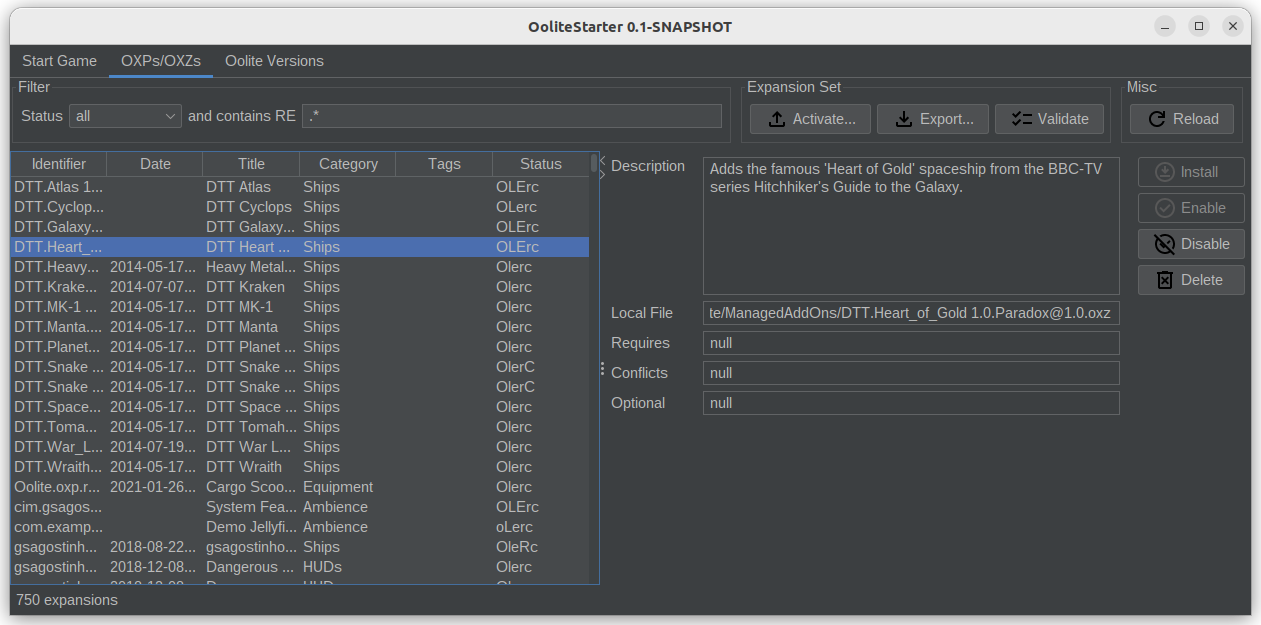 OoliteStarter 0.1-SNAPSHOT
Start Game OXPs/OXZs Oolite Versions
Filter Expansion Set Misc
Status all and contains RE .* Activate... Export... Validate Reload
Identifier Date Title Category Tags Status
DTT.Atlas 1... DTT Atlas Ships OLErc
DTT.Cyclop... DTT Cyclops Ships OLerc
DTT.Galaxy... DTT Galaxy... Ships OLErc
DTT.Heart_... DTT Heart ... Ships OLErc
DTT.Heavy... 2014-05-17... Heavy Metal... Ships Olerc
DTT.Krake... 2014-07-07... DTT Kraken Ships Olerc
DTT.MK-1 ... 2014-05-17... DTT MK-1 Ships Olerc
DTT.Manta.... 2014-05-17... DTT Manta Ships Olerc
DTT.Planet... 2014-05-17... DTT Planet ... Ships Olerc
DTT.Snake ... 2014-05-17... DTT Snake ... Ships OlerC
DTT.Snake ... 2014-05-17... DTT Snake ... Ships OlerC
DTT.Space... 2014-05-17... DTT Space ... Ships Olerc
DTT.Toma... 2014-05-17... DTT Tomah... Ships Olerc
DTT.War_L... 2014-07-19... DTT War L... Ships Olerc
DTT.Wraith... 2014-05-17... DTT Wraith Ships Olerc
Oolite.oxp.r... 2021-01-26... Cargo Scoo... Equipment Olerc
cim.gsagos... System Fea... Ambience OLErc
com.examp... Demo Jellyfi... Ambience oLerc
gsagostinh... 2018-08-22... gsagostinho... Ships OleRc
gsagostinh... 2018-12-08... Dangerous ... HUDs Olerc
Description
Adds the famous 'Heart of Gold' spaceship from the BBC-TV
series Hitchhiker's Guide to the Galaxy.
Local File te/ManagedAddOns/DTT.Heart_of_Gold 1.0.Paradox@1.0.oxz
Requires null
Conflicts null
Optional null
Install
Enable
Disable
Delete
750 expansions